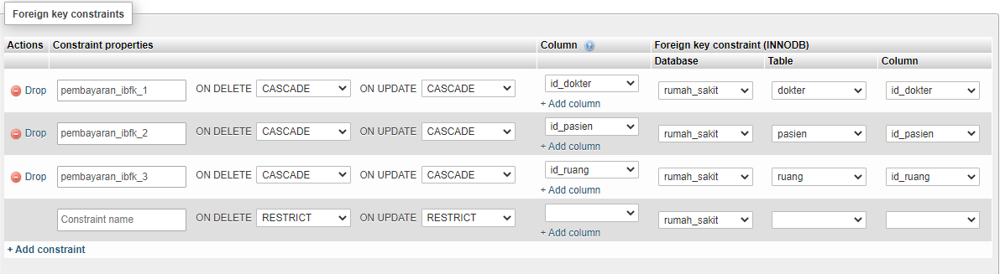 Foreign key constraints
Actions Constraint properties Column Foreign key constraint (INNODB)
Database Table Column
Drop pembayaran_ibfk_1 ON DELETE CASCADE ON UPDATE CASCADE id_dokter rumah_sakit dokter id_dokter
+ Add column
Drop pembayaran_ibfk_2 ON DELETE CASCADE ON UPDATE CASCADE id_pasien rumah_sakit pasien id_pasien
+ Add column
Drop pembayaran_ibfk_3 ON DELETE CASCADE ON UPDATE CASCADE id_ruang rumah_sakit ruang id_ruang
+ Add column
Constraint name ON DELETE RESTRICT ON UPDATE RESTRICT rumah_sakit
+ Add column
+ Add constraint